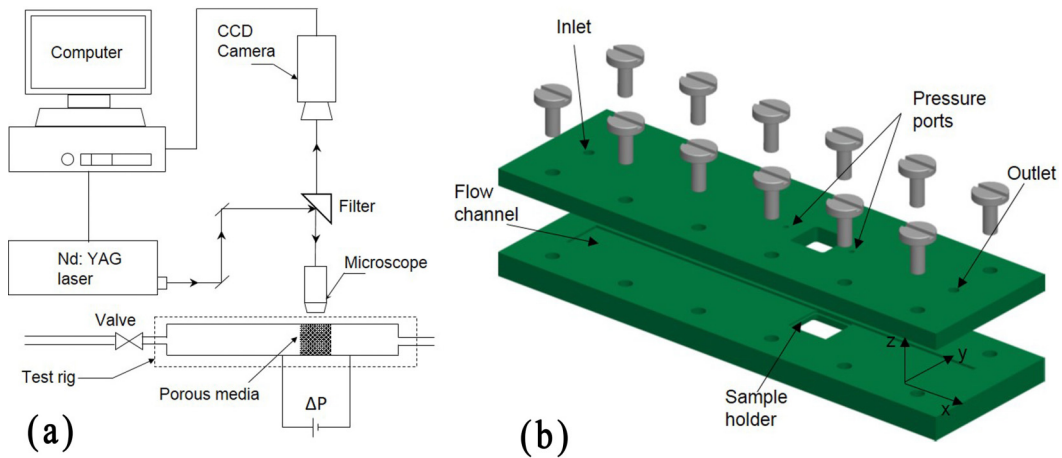 Computer
CCD
Camera
Filter
Nd: YAG
laser
Microscope
Valve
Test rig
Porous media
ΔP
(a)
Inlet
Pressure
ports
Flow
channel
Outlet
Sample
holder
z
y
x
(b)